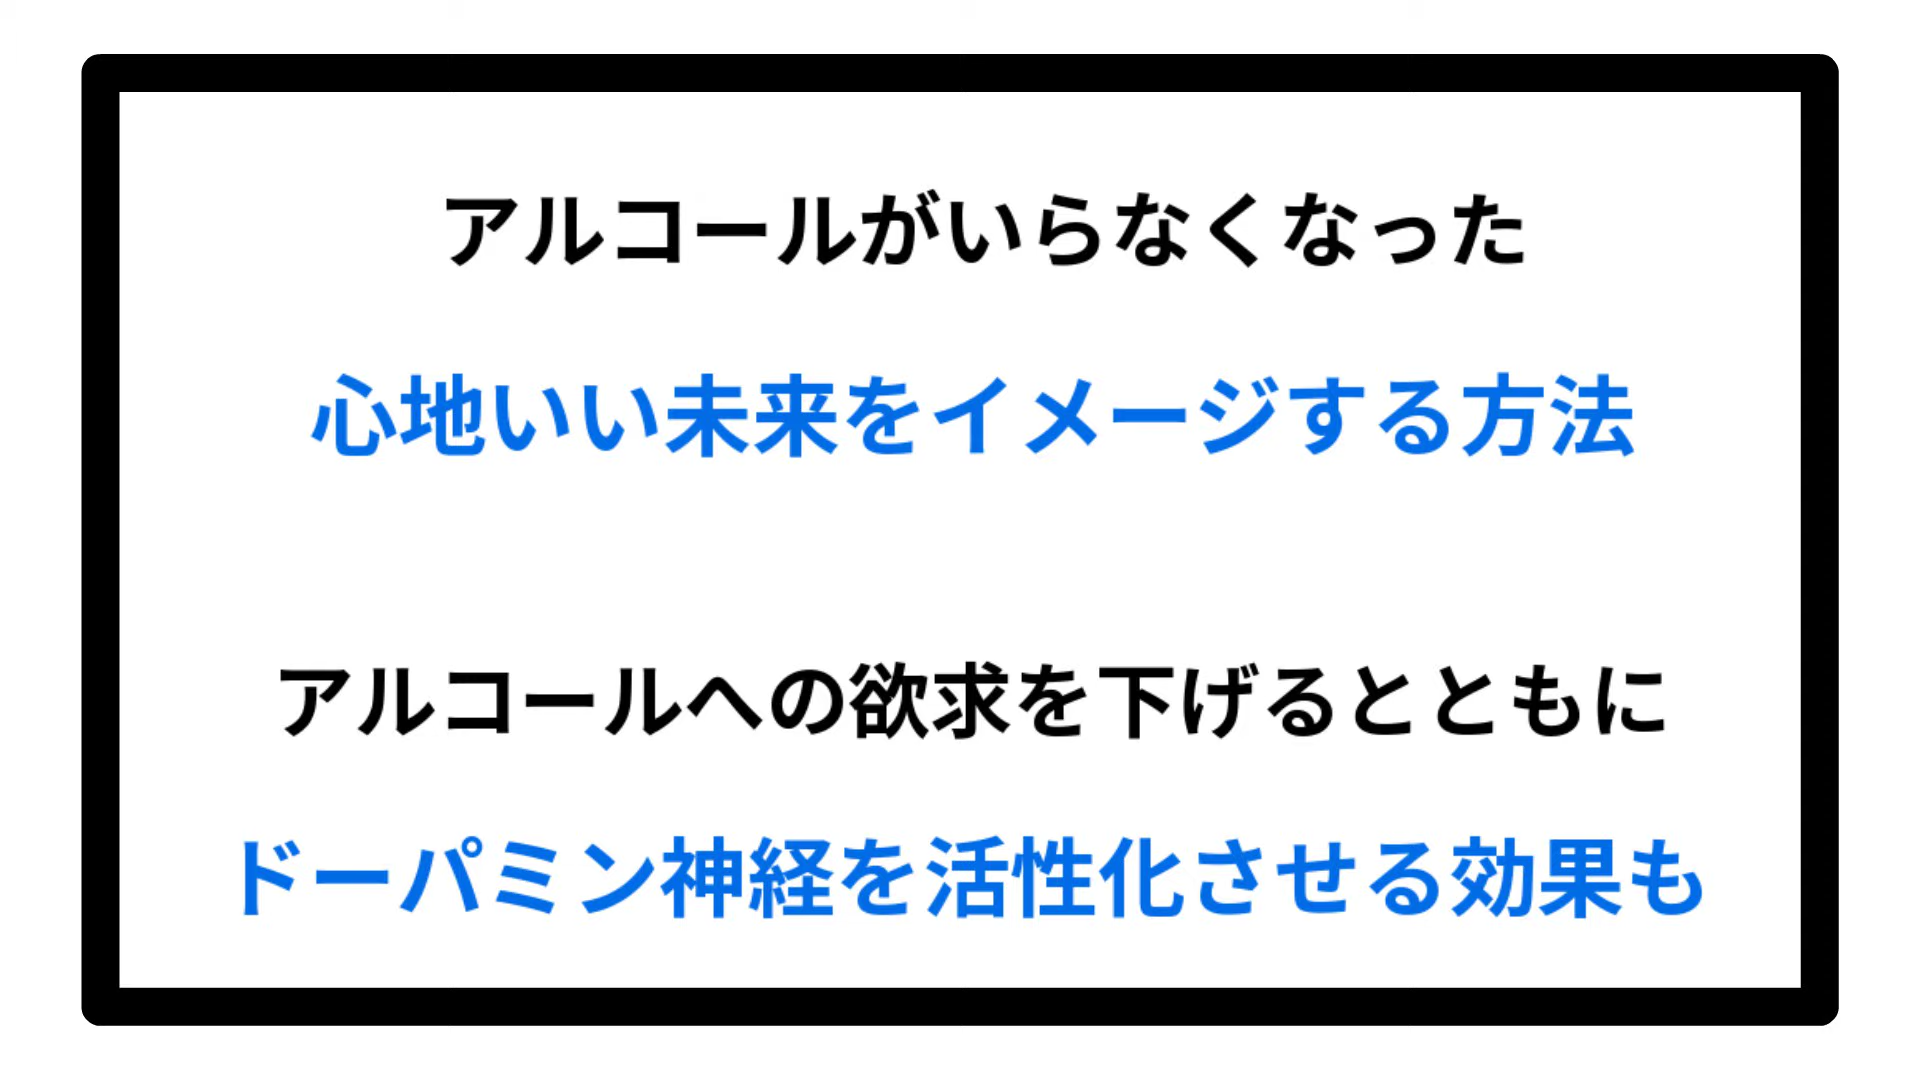 アルコールがいらなくなった
心地いい未来をイメージする方法
アルコールへの欲求を下げるとともに
ドーパミン神経を活性化させる効果も